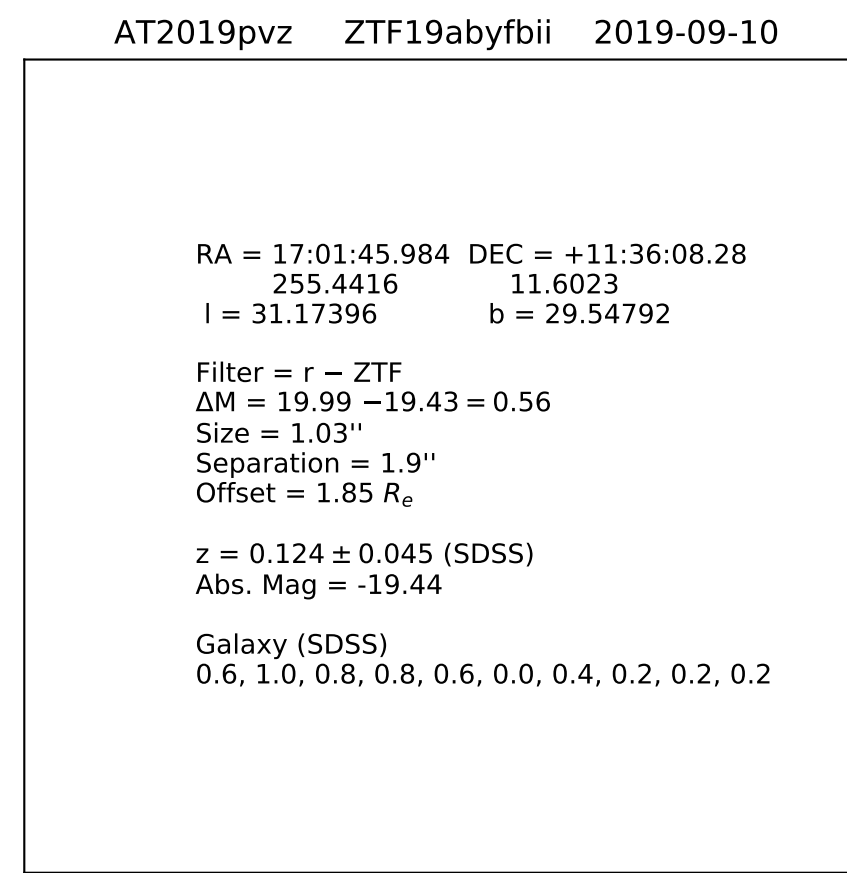 AT2019pvz ZTF19abyfbii 2019-09-10
RA = 17:01:45.984 DEC = +11:36:08.28
255.4416 11.6023
l = 31.17396 b = 29.54792
Filter = r − ZTF
ΔM = 19.99 −19.43 = 0.56
Size = 1.03''
Separation = 1.9''
Offset = 1.85 Rₑ
z = 0.124 ± 0.045 (SDSS)
Abs. Mag = -19.44
Galaxy (SDSS)
0.6, 1.0, 0.8, 0.8, 0.6, 0.0, 0.4, 0.2, 0.2, 0.2